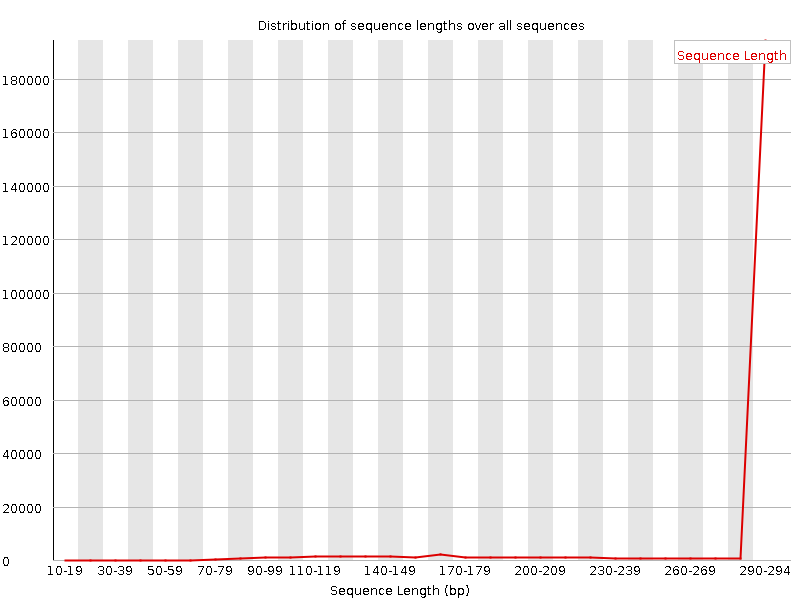 Distribution of sequence lengths over all sequences
Sequence Length
180000
160000
140000
120000
100000
80000
60000
40000
20000
0
10-19 30-39 50-59 70-79 90-99 110-119 140-149 170-179 200-209 230-239 260-269 290-294
Sequence Length (bp)